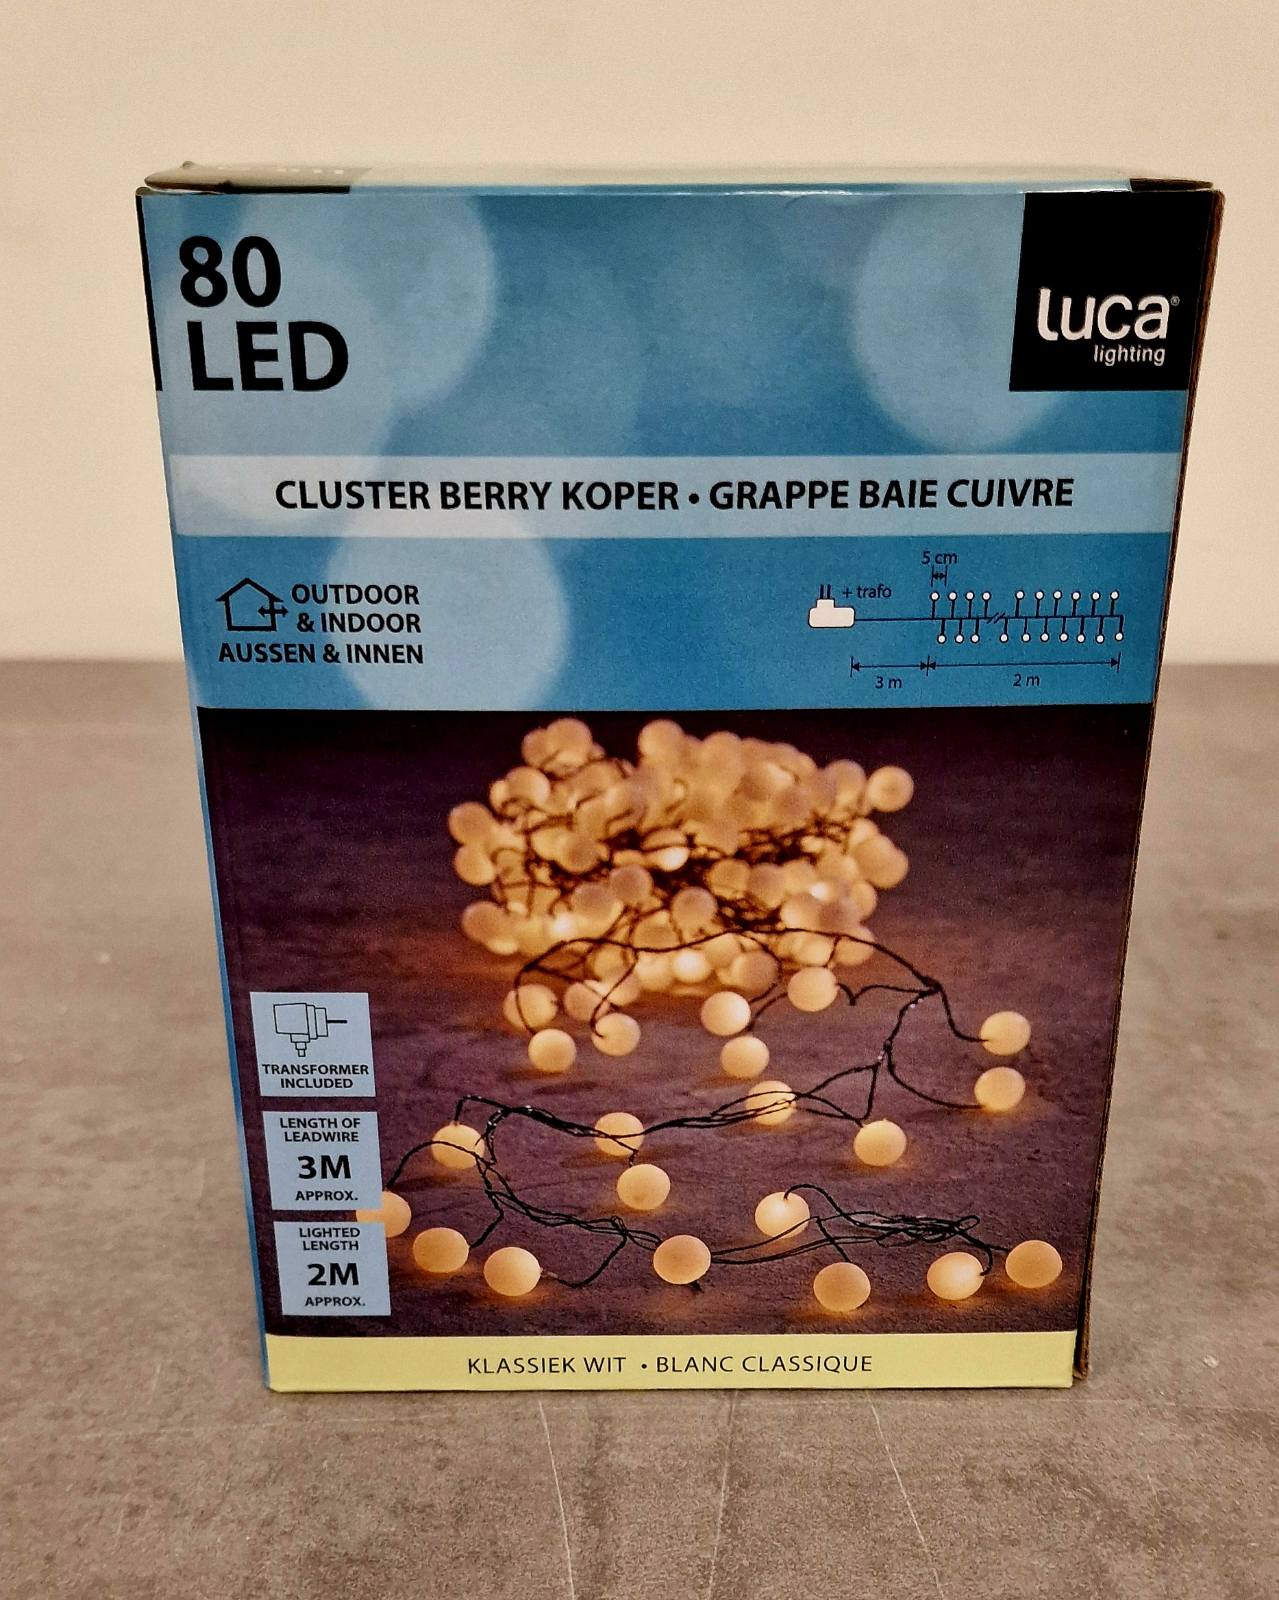 80
LED
luca®
lighting
CLUSTER BERRY KOPER • GRAPPE BAIE CUIVRE
OUTDOOR
& INDOOR
AUSSEN & INNEN
5 cm
+ trafo
3 m
2 m
TRANSFORMER
INCLUDED
LENGTH OF
LEADWIRE
3M
APPROX.
LIGHTED
LENGTH
2M
APPROX.
KLASSIEK WIT • BLANC CLASSIQUE